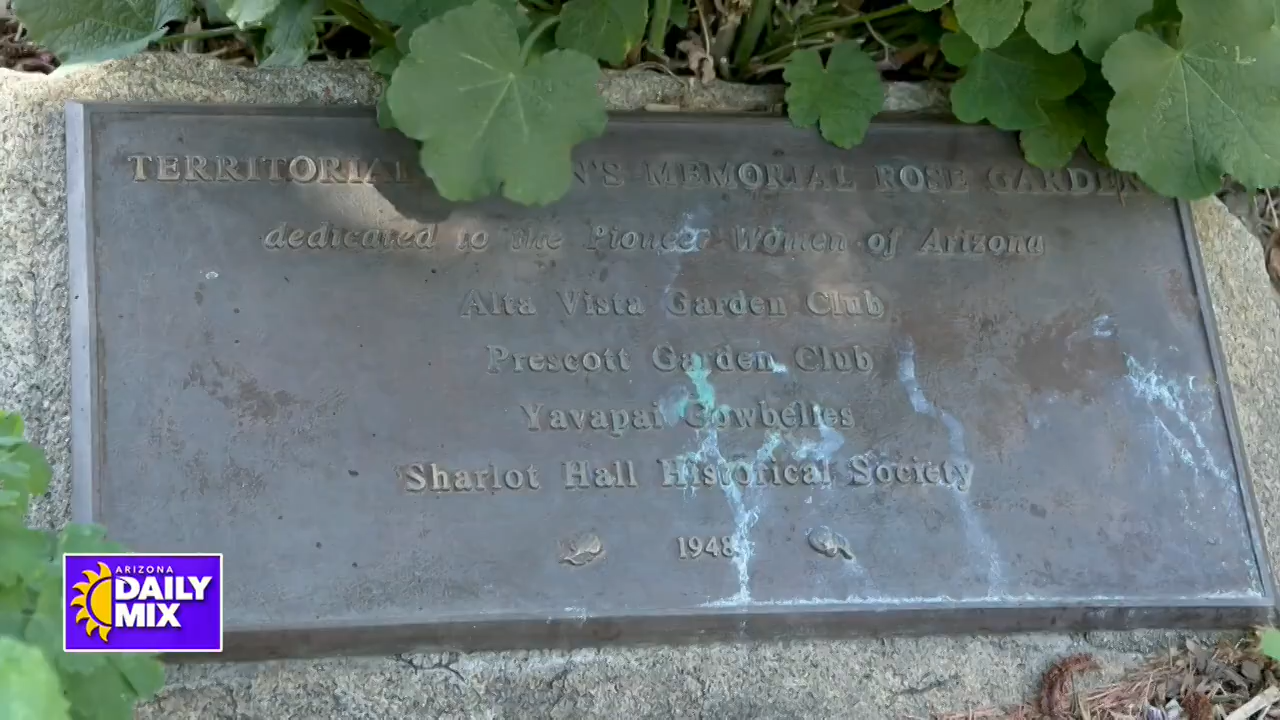 TERRITORIAL N'S MEMORIAL ROSE GARDEN
dedicated to the Pioneer Women of Arizona
Alta Vista Garden Club
Prescott Garden Club
Yavapai Cowbelles
Sharlot Hall Historical Society
1948
ARIZONA
DAILY
MIX